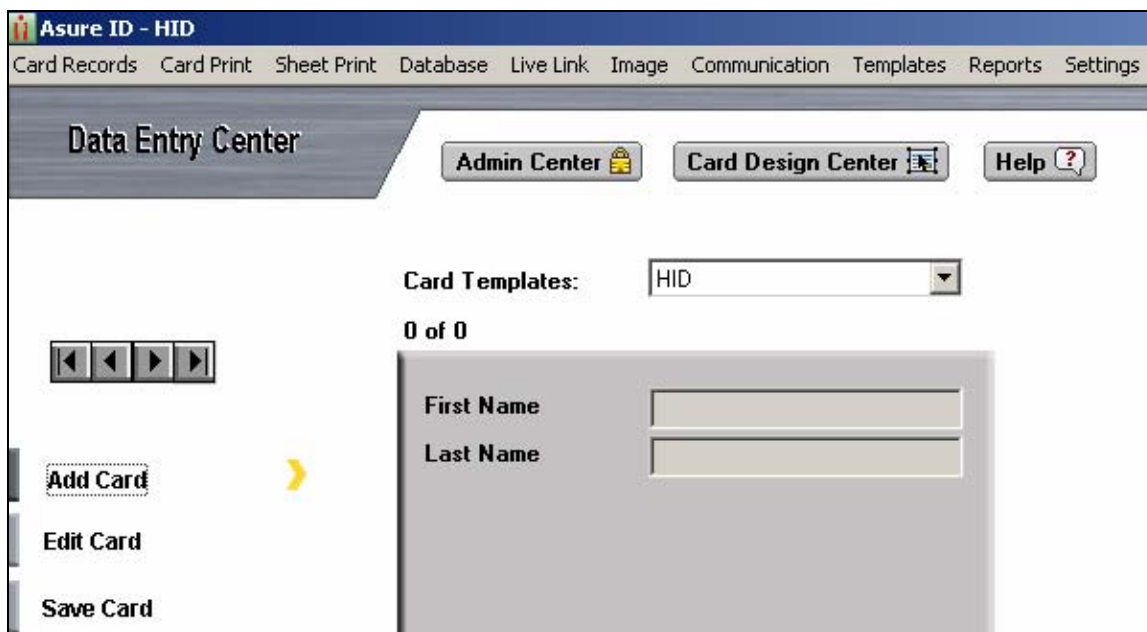 Asure ID - HID
Card Records Card Print Sheet Print Database Live Link Image Communication Templates Reports Settings
Data Entry Center
Admin Center
Card Design Center
Help ?
Card Templates: HID
0 of 0
First Name
Last Name
Add Card
Edit Card
Save Card